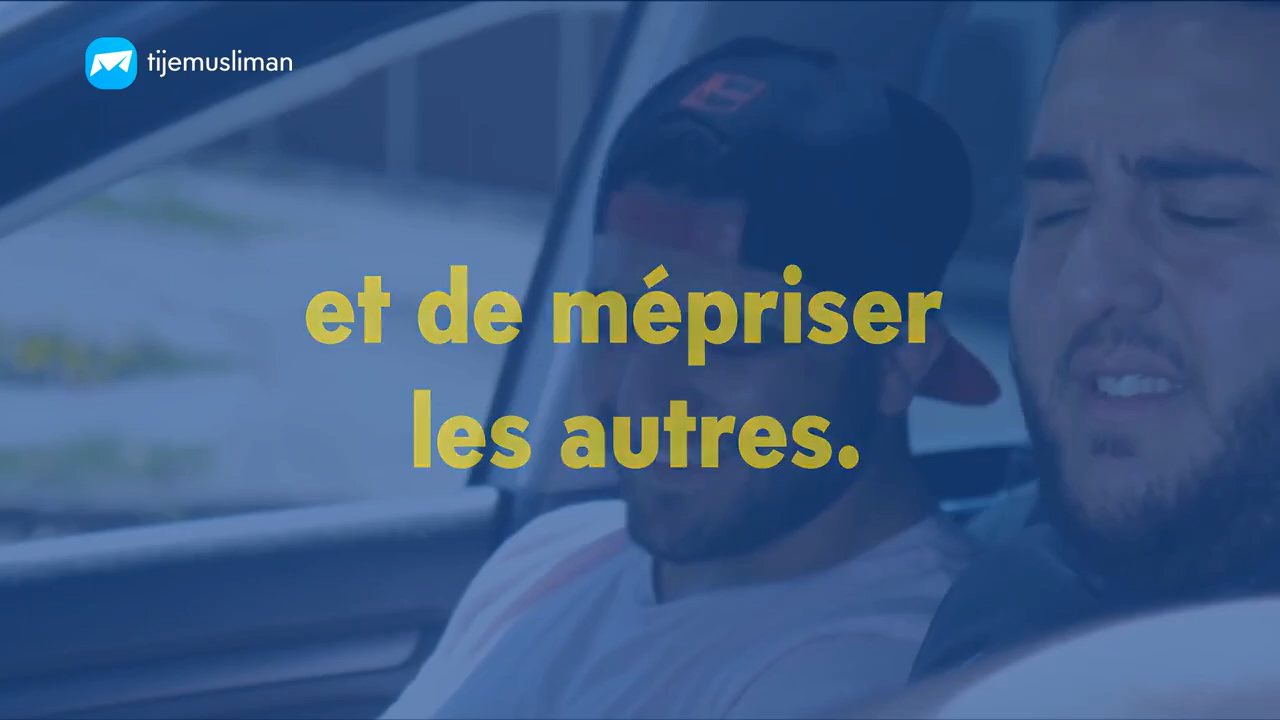 tijemusliman
et de mépriser
les autres.